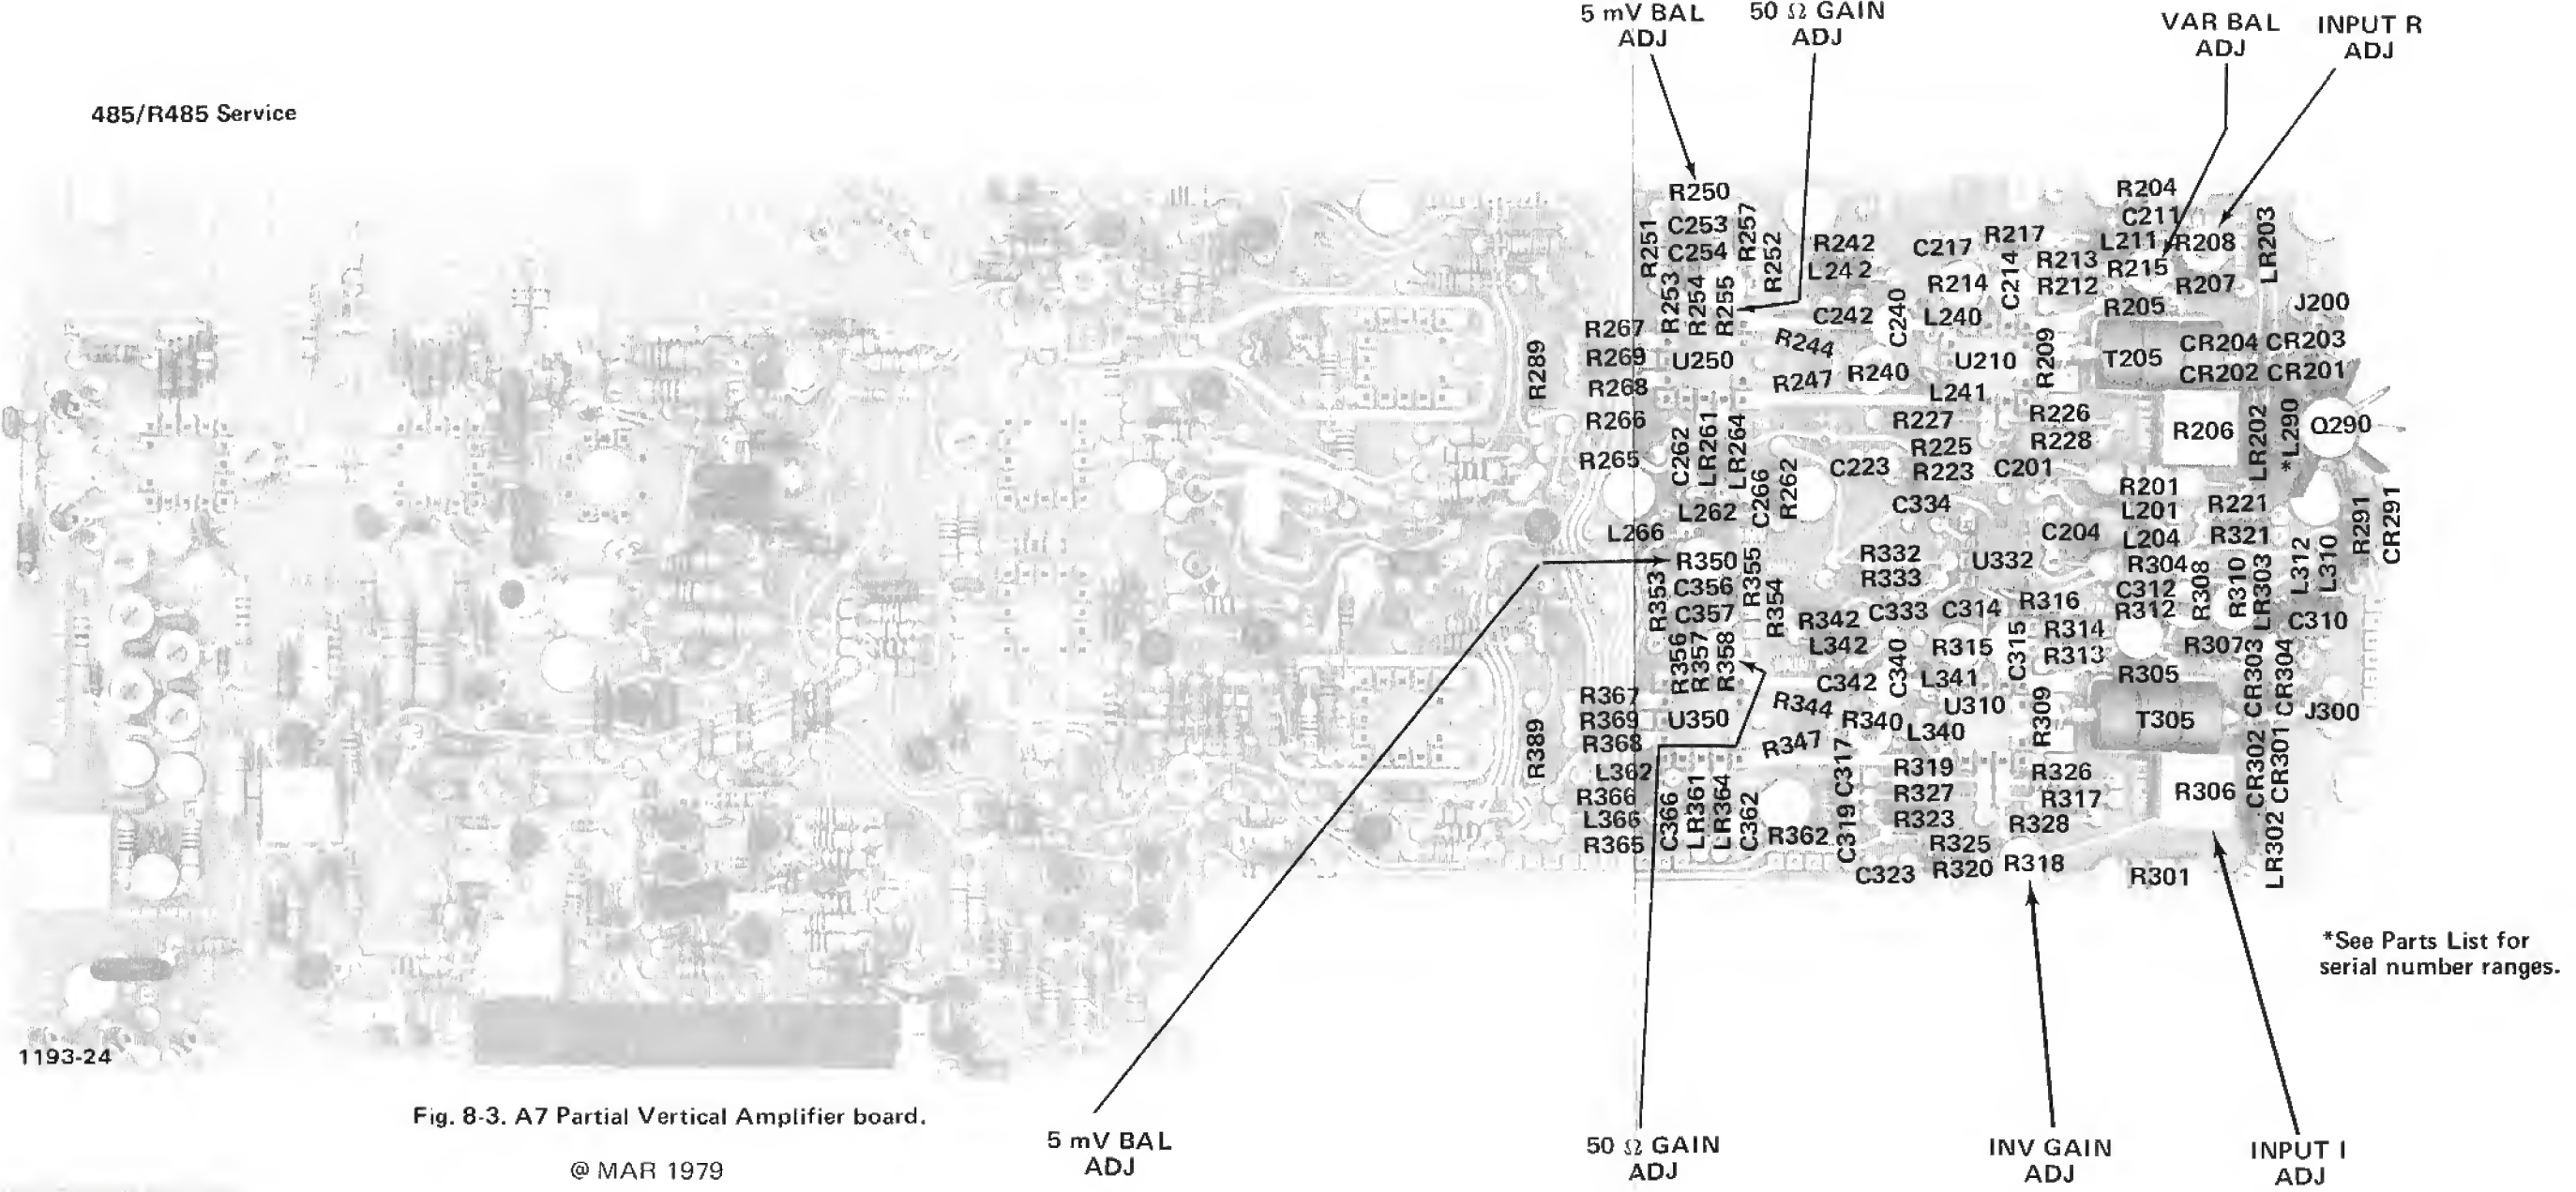 5 mV BAL
ADJ
50 Ω GAIN
ADJ
VAR BAL
ADJ
INPUT R
ADJ
485/R485 Service
R250
R204
C211
C253
R251
R257
R252
C254
R242
C217
R217
L211
R208
LR203
L242
R213
R215
R214
C214
R212
R207
R253
R254
R255
R205
J200
C242
C240
L240
R267
R244
R209
CR204 CR203
R289
R269
U250
U210
T205
R247
R240
CR202 CR201
R268
L241
R266
R227
R226
R206
LR202
*L290
Q290
C262
LR261
LR264
R225
R228
R265
C223
R223
C201
C266
R262
R201
L262
C334
L201
R221
R291
CR291
L266
C204
L204
R321
R350
R355
R332
U332
R304
L312
L310
R353
C356
R354
R333
C312
R308
R310
LR303
C357
R342
C333
C314
R316
R312
C310
R314
R356
R357
R358
L342
R315
C315
R313
R307
CR303
CR304
C342
C340
L341
R305
R367
R344
U310
R309
R369
U350
R340
T305
J300
R389
R368
R347
L340
L362
C317
R319
R326
CR302
CR301
R366
R327
R317
R306
L366
C366
LR361
LR364
C362
R362
C319
R323
R328
R365
R325
LR302
C323
R320
R318
R301
*See Parts List for
serial number ranges.
1193-24
Fig. 8-3. A7 Partial Vertical Amplifier board.
@ MAR 1979
5 mV BAL
ADJ
50 Ω GAIN
ADJ
INV GAIN
ADJ
INPUT I
ADJ